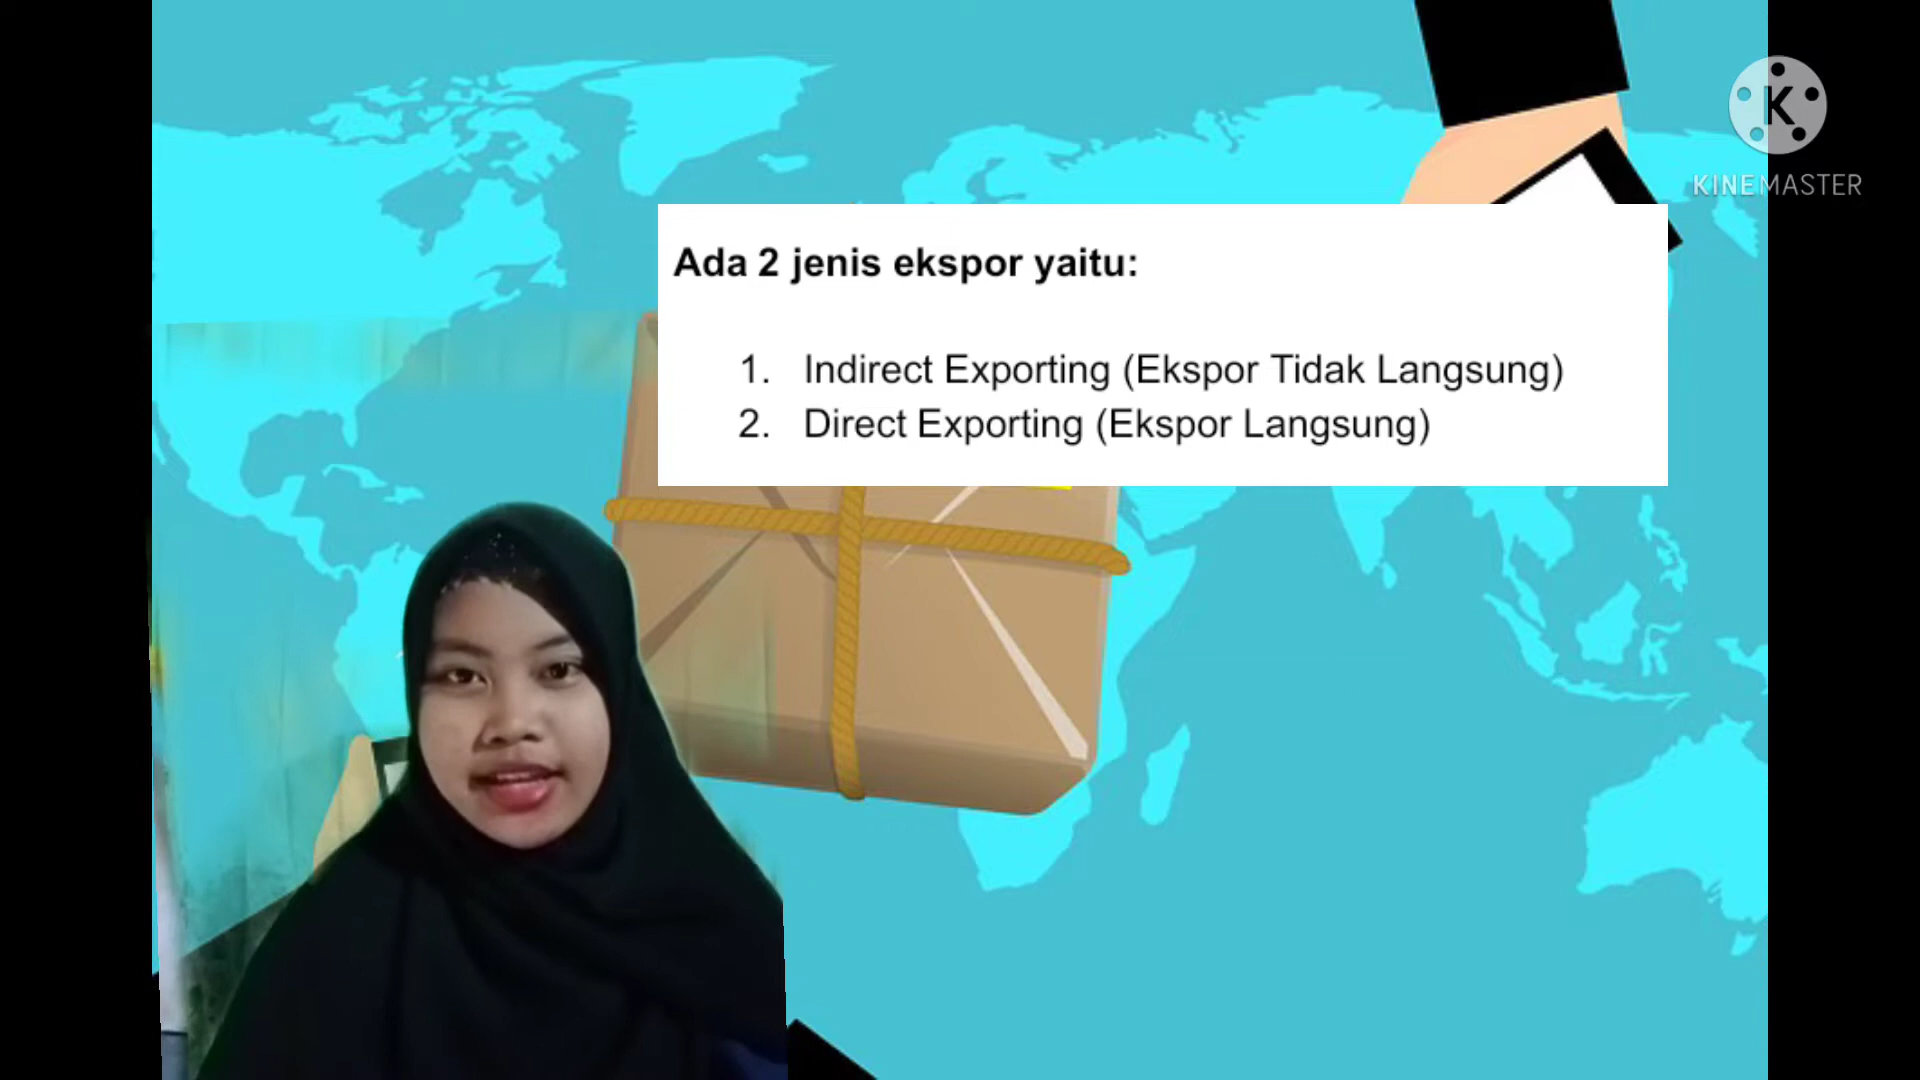 K
KINEMASTER
Ada 2 jenis ekspor yaitu:
1. Indirect Exporting (Ekspor Tidak Langsung)
2. Direct Exporting (Ekspor Langsung)